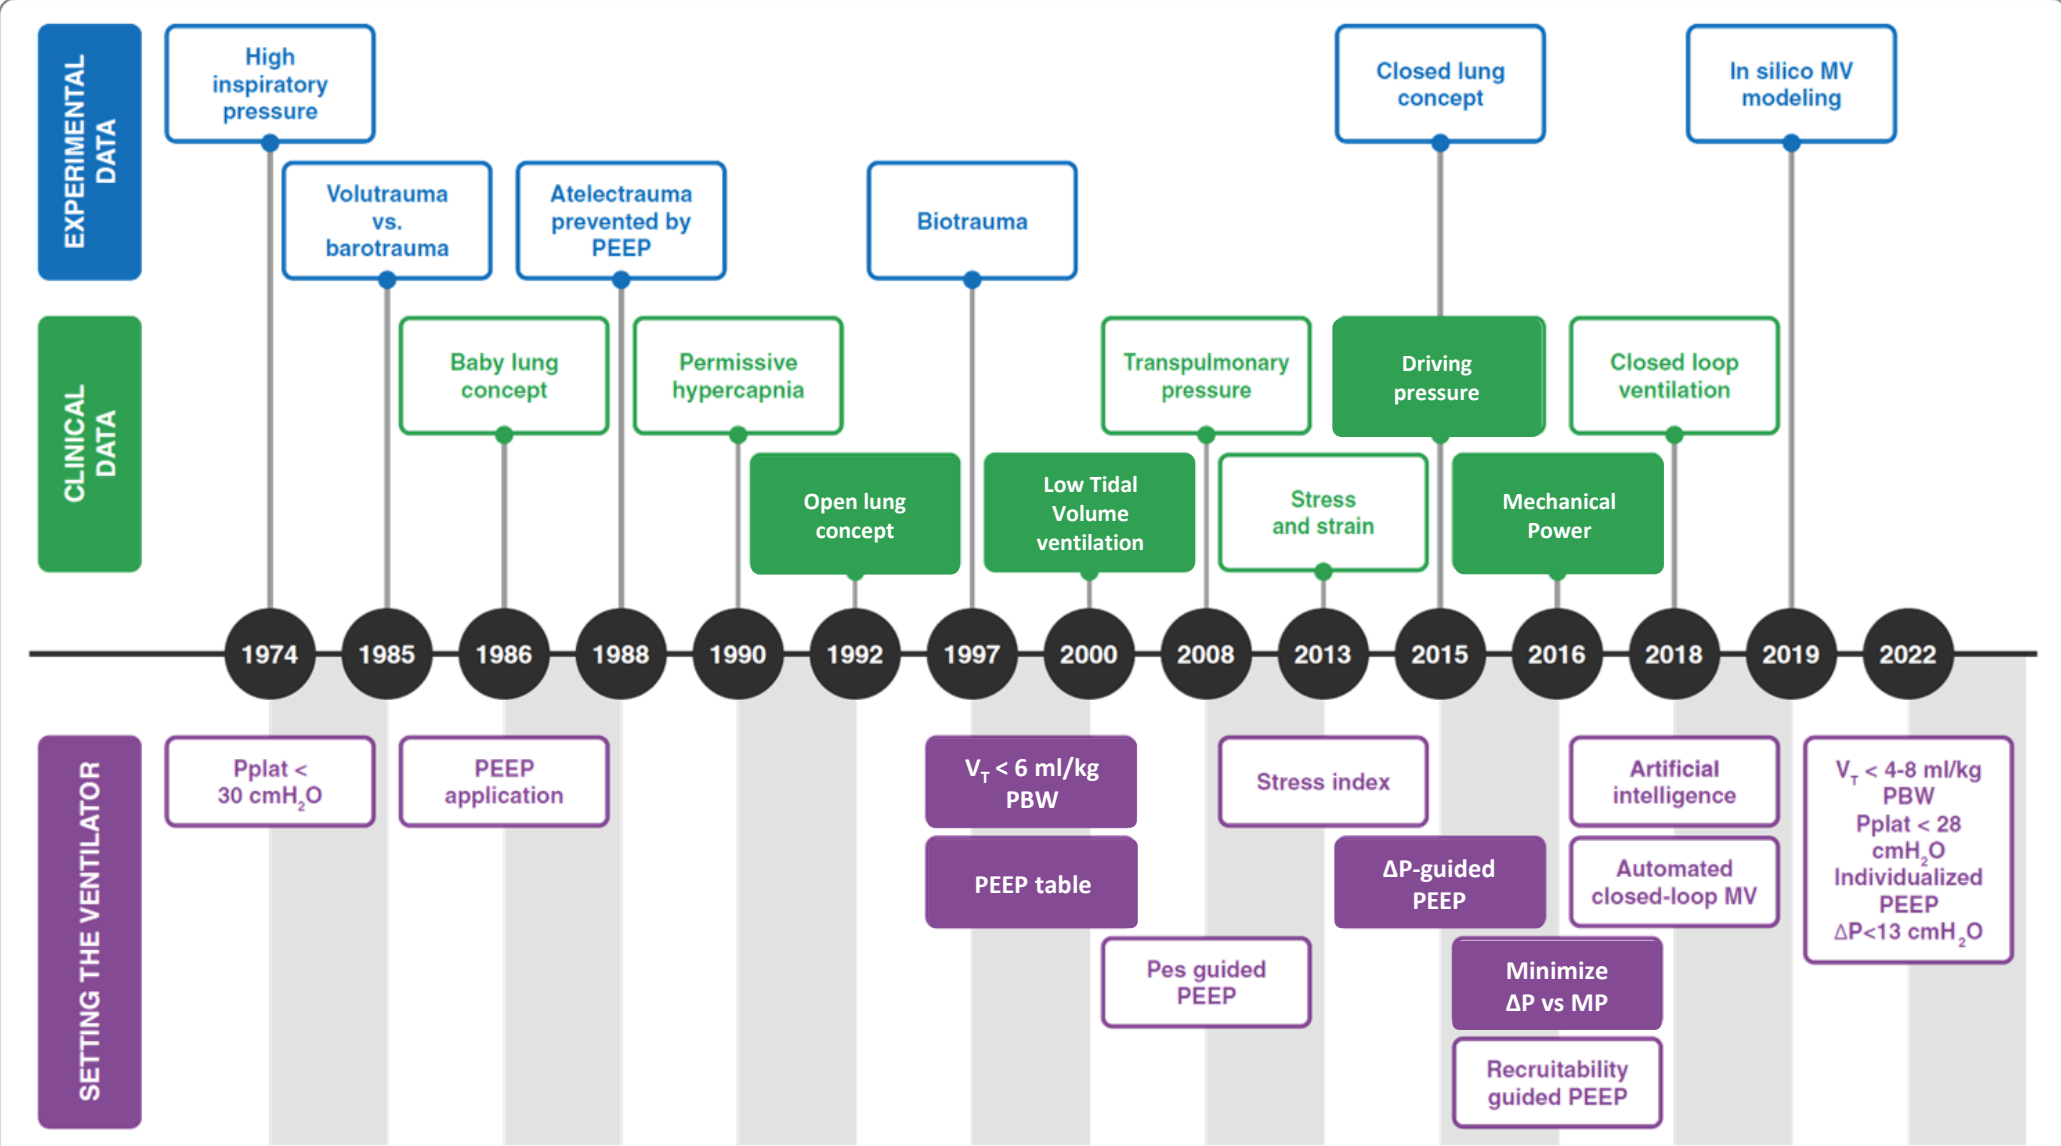 EXPERIMENTAL
DATA
High
inspiratory
pressure
Closed lung
concept
In silico MV
modeling
Volutrauma
vs.
barotrauma
Atelectrauma
prevented by
PEEP
Biotrauma
CLINICAL
DATA
Baby lung
concept
Permissive
hypercapnia
Transpulmonary
pressure
Driving
pressure
Closed loop
ventilation
Open lung
concept
Low Tidal
Volume
ventilation
Stress
and strain
Mechanical
Power
1974
1985
1986
1988
1990
1992
1997
2000
2008
2013
2015
2016
2018
2019
2022
SETTING THE VENTILATOR
Pplat <
30 cmH₂O
PEEP
application
V_T < 6 ml/kg
PBW
Stress index
Artificial
intelligence
V_T < 4-8 ml/kg
PBW
Pplat < 28
cmH₂O
Individualized
PEEP
ΔP<13 cmH₂O
PEEP table
ΔP-guided
PEEP
Automated
closed-loop MV
Pes guided
PEEP
Minimize
ΔP vs MP
Recruitability
guided PEEP